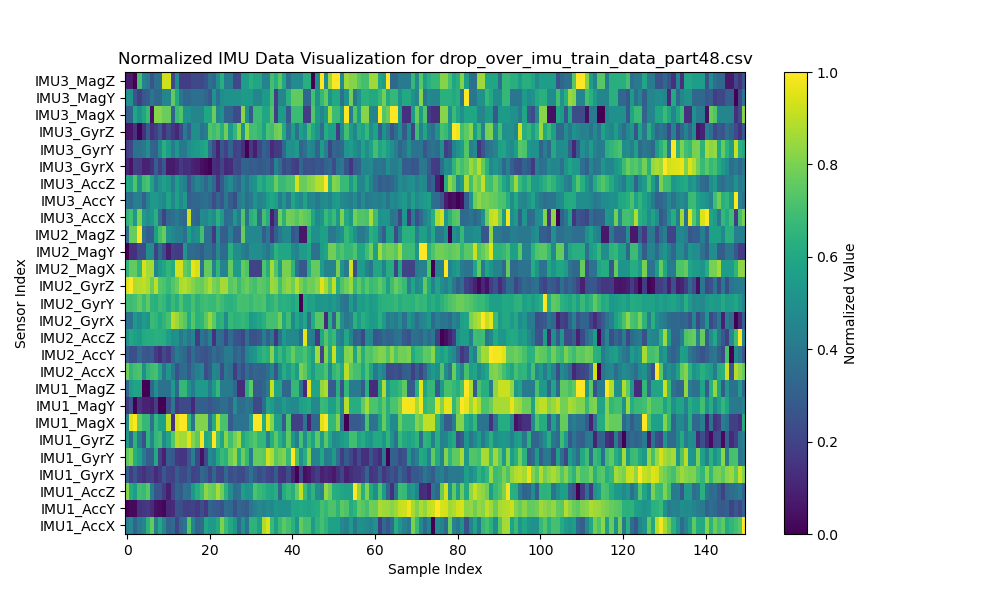 Normalized IMU Data Visualization for drop_over_imu_train_data_part48.csv
IMU3_MagZ
IMU3_MagY
IMU3_MagX
IMU3_GyrZ
IMU3_GyrY
IMU3_GyrX
IMU3_AccZ
IMU3_AccY
IMU3_AccX
IMU2_MagZ
IMU2_MagY
IMU2_MagX
IMU2_GyrZ
IMU2_GyrY
IMU2_GyrX
IMU2_AccZ
IMU2_AccY
IMU2_AccX
IMU1_MagZ
IMU1_MagY
IMU1_MagX
IMU1_GyrZ
IMU1_GyrY
IMU1_GyrX
IMU1_AccZ
IMU1_AccY
IMU1_AccX
Sensor Index
0 20 40 60 80 100 120 140
Sample Index
1.0
0.8
0.6
0.4
0.2
0.0
Normalized Value